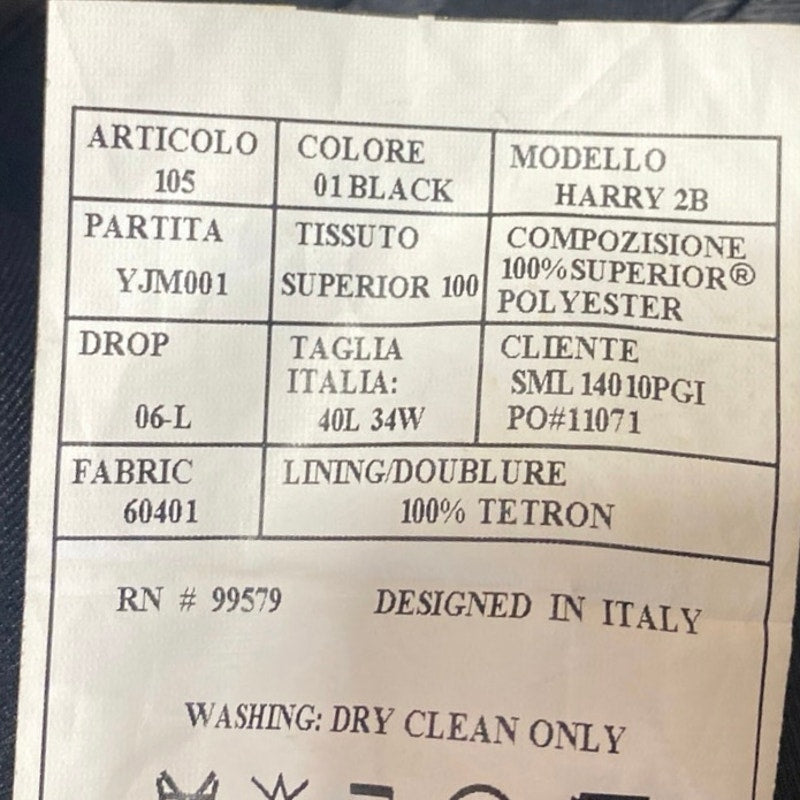 ARTICOLO
105
COLORE
01 BLACK
MODELLO
HARRY 2B
PARTITA
YJM001
TISSUTO
SUPERIOR 100
COMPOZISIONE
100% SUPERIOR®
POLYESTER
DROP
06-L
TAGLIA
ITALIA:
40L 34W
CLIENTE
SML 14010PGI
PO#11071
FABRIC
60401
LINING/DOUBLURE
100% TETRON
RN # 99579
DESIGNED IN ITALY
WASHING: DRY CLEAN ONLY